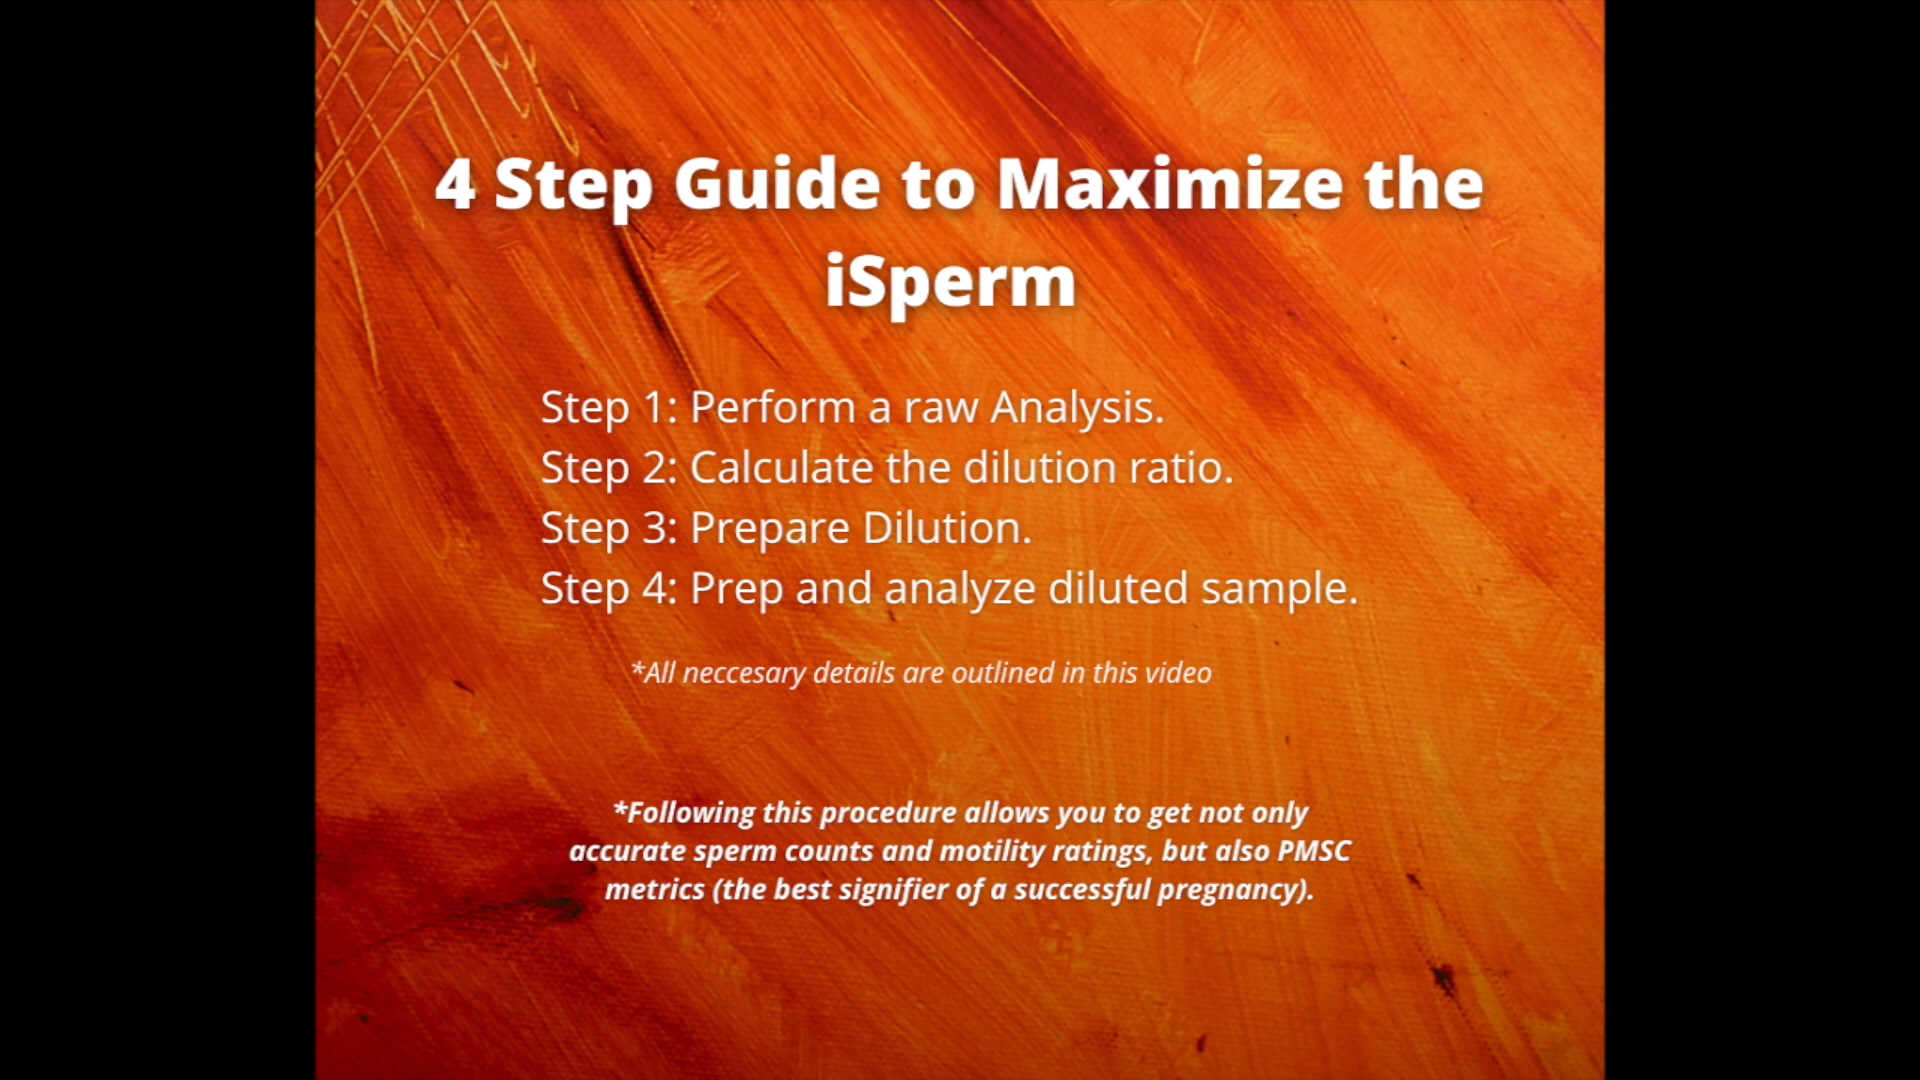 4 Step Guide to Maximize the
iSperm
Step 1: Perform a raw Analysis.
Step 2: Calculate the dilution ratio.
Step 3: Prepare Dilution.
Step 4: Prep and analyze diluted sample.
*All neccesary details are outlined in this video
*Following this procedure allows you to get not only
accurate sperm counts and motility ratings, but also PMSC
metrics (the best signifier of a successful pregnancy).